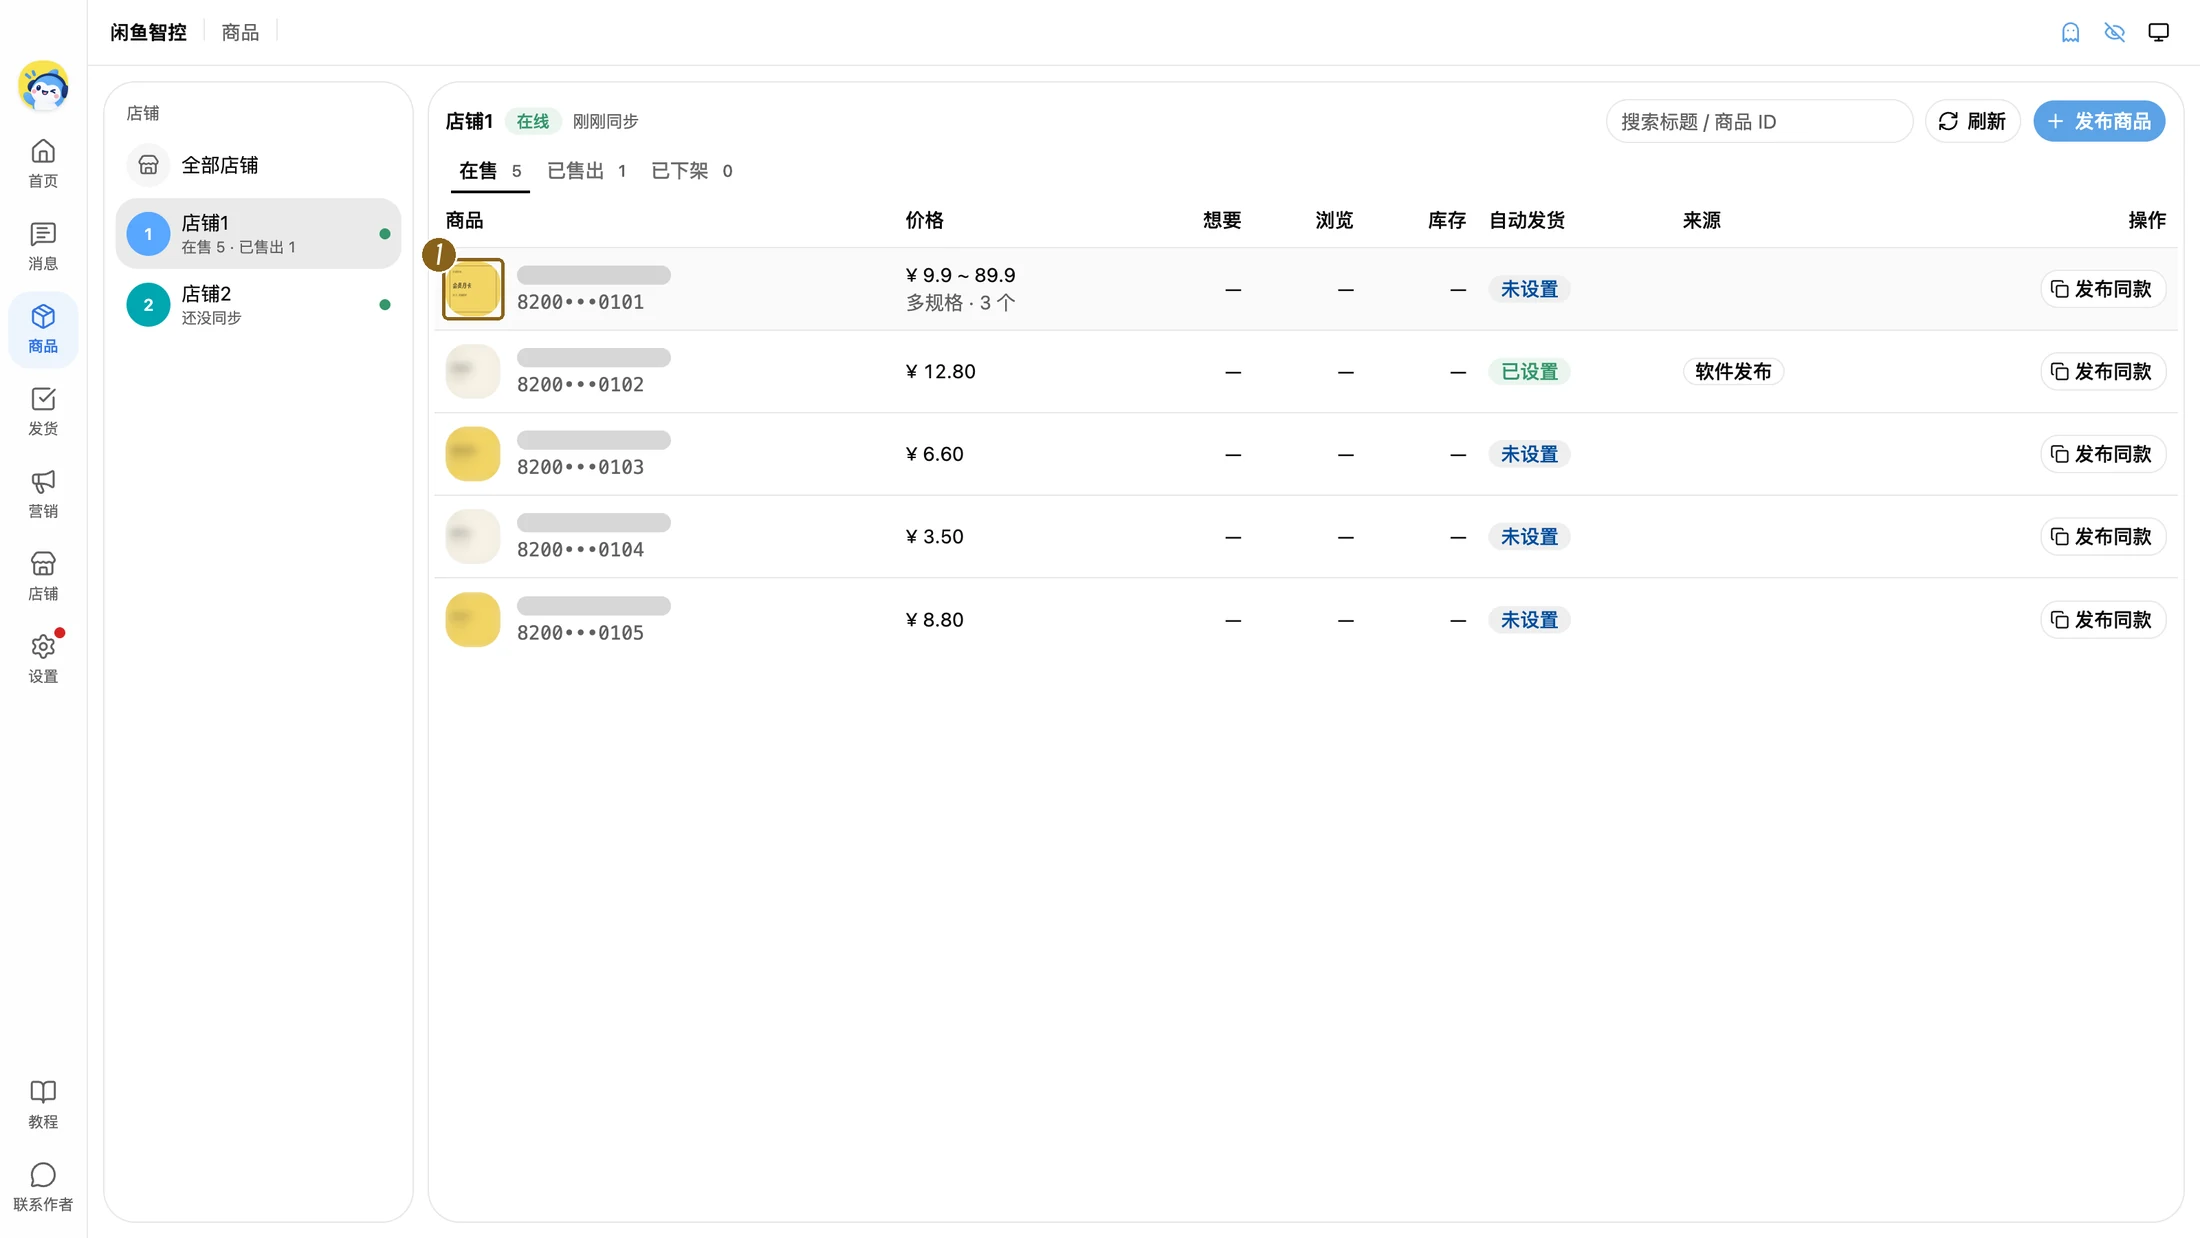 闲鱼智控 商品
首页
消息
商品
发货
营销
店铺
设置
教程
联系作者
店铺
全部店铺
1 店铺1
在售 5 · 已售出 1
2 店铺2
还没同步
店铺1 在线 刚刚同步
搜索标题 / 商品 ID
刷新
+ 发布商品
在售 5 已售出 1 已下架 0
商品 价格 想要 浏览 库存 自动发货 来源 操作
1
会员月卡
8200•••0101
¥ 9.9 ~ 89.9
多规格 · 3 个
— — — 未设置 发布同款
8200•••0102 ¥ 12.80 — — — 已设置 软件发布 发布同款
8200•••0103 ¥ 6.60 — — — 未设置 发布同款
8200•••0104 ¥ 3.50 — — — 未设置 发布同款
8200•••0105 ¥ 8.80 — — — 未设置 发布同款